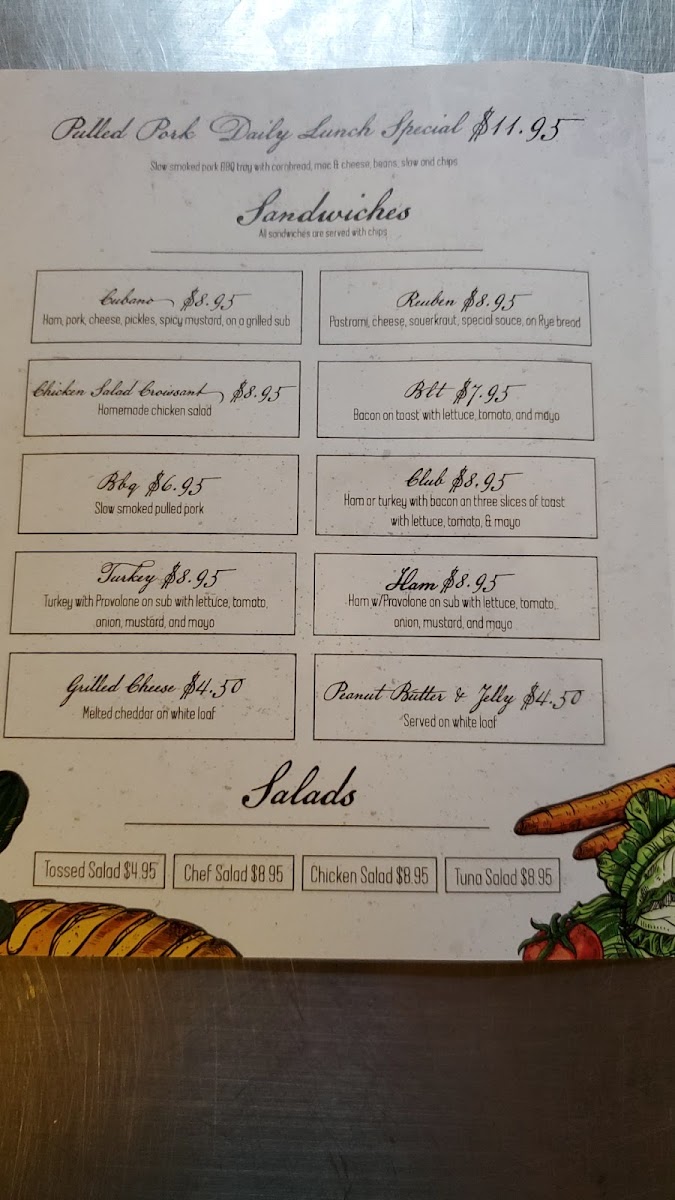 Pulled Pork Daily Lunch Special $11.95
Slow smoked pork BBQ tray with cornbread, mac & cheese, beans, slow and chips
Sandwiches
All sandwiches are served with chips
Cubano $8.95
Ham, pork, cheese, pickles, spicy mustard, on a grilled sub
Reuben $8.95
Pastrami, cheese, sauerkraut, special sauce, on Rye bread
Chicken Salad Croissant $8.95
Homemade chicken salad
Blt $7.95
Bacon on toast with lettuce, tomato, and mayo
Bbq $6.95
Slow smoked pulled pork
Club $8.95
Ham or turkey with bacon on three slices of toast
with lettuce, tomato, & mayo
Turkey $8.95
Turkey with Provolone on sub with lettuce, tomato,
onion, mustard, and mayo
Ham $8.95
Ham w/Provolone on sub with lettuce, tomato,
onion, mustard, and mayo
Grilled Cheese $4.50
Melted cheddar on white loaf
Peanut Butter & Jelly $4.50
Served on white loaf
Salads
Tossed Salad $4.95
Chef Salad $8.95
Chicken Salad $8.95
Tuna Salad $8.95